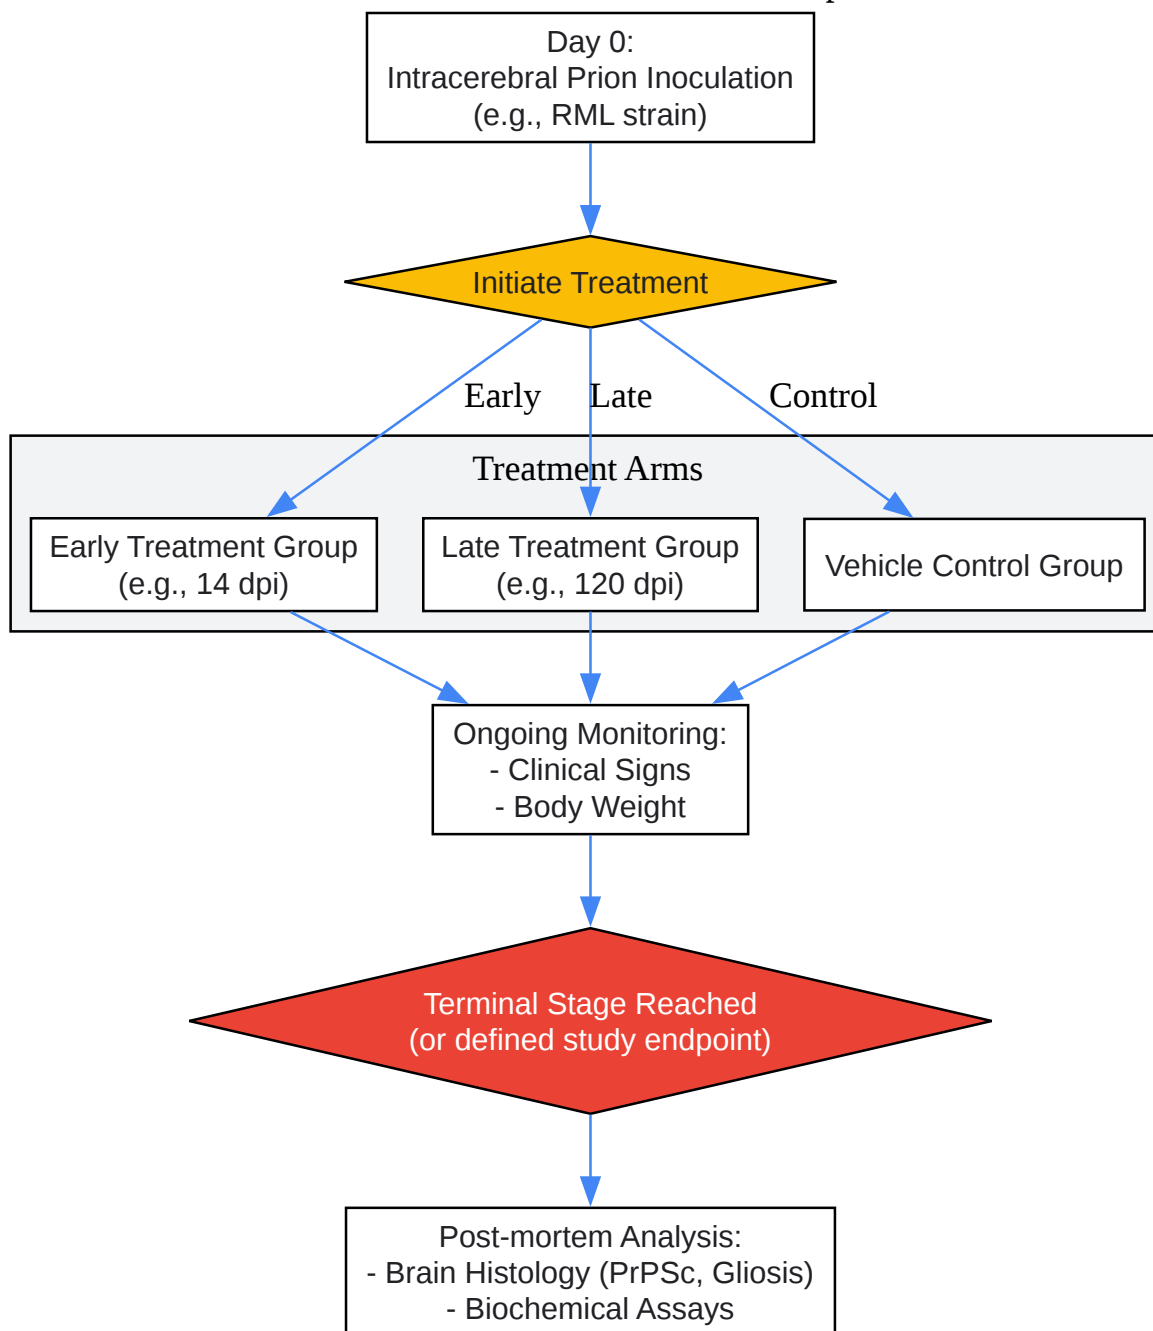 Day 0:
Intracerebral Prion Inoculation
(e.g., RML strain)
Initiate Treatment
Early
Late
Control
Treatment Arms
Early Treatment Group
(e.g., 14 dpi)
Late Treatment Group
(e.g., 120 dpi)
Vehicle Control Group
Ongoing Monitoring:
- Clinical Signs
- Body Weight
Terminal Stage Reached
(or defined study endpoint)
Post-mortem Analysis:
- Brain Histology (PrPSc, Gliosis)
- Biochemical Assays